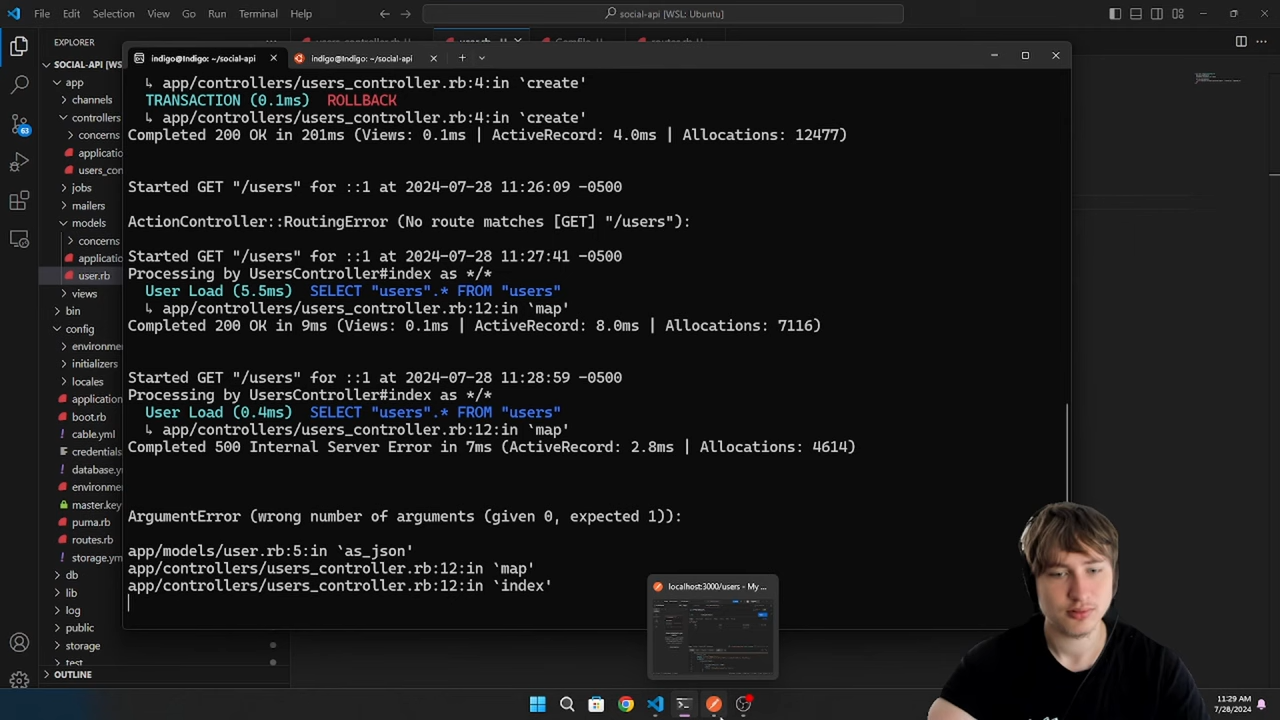 File Edit Selection View Go Run Terminal Help
social-api [WSL: Ubuntu]
EXPLORER
SOCIAL-API [WSL
app
channels
controllers
concerns
applicatio
users_con
jobs
mailers
models
concerns
applicatio
user.rb
views
bin
config
environme
initializers
locales
application
boot.rb
cable.yml
credentials
database.
environme
master.key
puma.rb
routes.rb
storage.ym
db
lib
log
public
storage
test
OUTLINE
63
indigo@Indigo: ~/social-api
indigo@Indigo: ~/social-api
↳ app/controllers/users_controller.rb:4:in `create'
TRANSACTION (0.1ms) ROLLBACK
↳ app/controllers/users_controller.rb:4:in `create'
Completed 200 OK in 201ms (Views: 0.1ms | ActiveRecord: 4.0ms | Allocations: 12477)
Started GET "/users" for ::1 at 2024-07-28 11:26:09 -0500
ActionController::RoutingError (No route matches [GET] "/users"):
Started GET "/users" for ::1 at 2024-07-28 11:27:41 -0500
Processing by UsersController#index as */*
User Load (5.5ms) SELECT "users".* FROM "users"
↳ app/controllers/users_controller.rb:12:in `map'
Completed 200 OK in 9ms (Views: 0.1ms | ActiveRecord: 8.0ms | Allocations: 7116)
Started GET "/users" for ::1 at 2024-07-28 11:28:59 -0500
Processing by UsersController#index as */*
User Load (0.4ms) SELECT "users".* FROM "users"
↳ app/controllers/users_controller.rb:12:in `map'
Completed 500 Internal Server Error in 7ms (ActiveRecord: 2.8ms | Allocations: 4614)
ArgumentError (wrong number of arguments (given 0, expected 1)):
app/models/user.rb:5:in `as_json'
app/controllers/users_controller.rb:12:in `map'
app/controllers/users_controller.rb:12:in `index'
localhost:3000/users - My ...
11:29 AM
7/28/2024